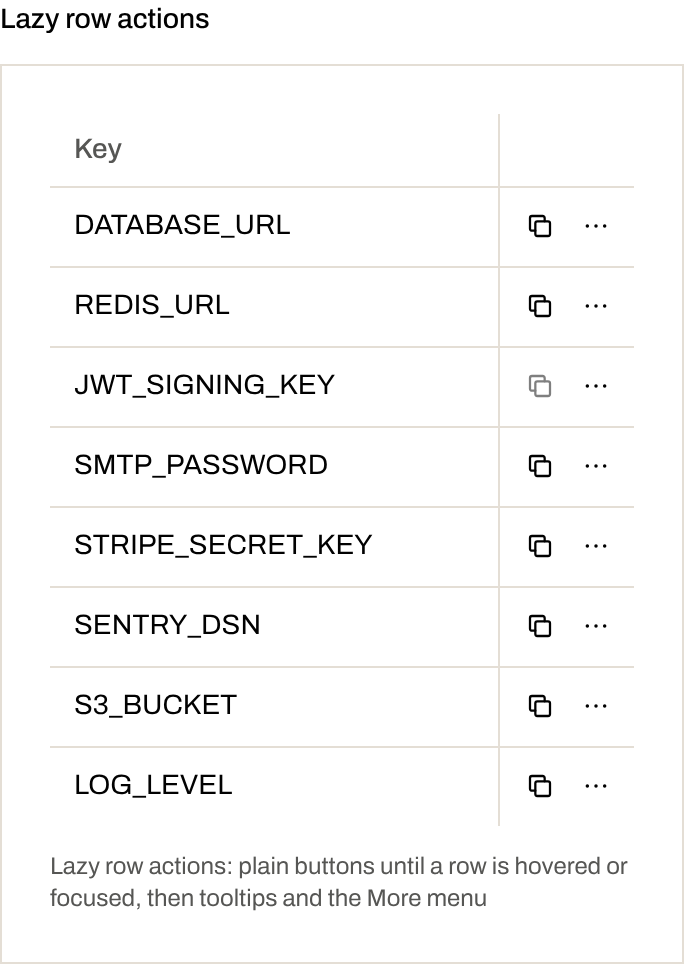 Lazy row actions
Key
DATABASE_URL
REDIS_URL
JWT_SIGNING_KEY
SMTP_PASSWORD
STRIPE_SECRET_KEY
SENTRY_DSN
S3_BUCKET
LOG_LEVEL
Lazy row actions: plain buttons until a row is hovered or
focused, then tooltips and the More menu